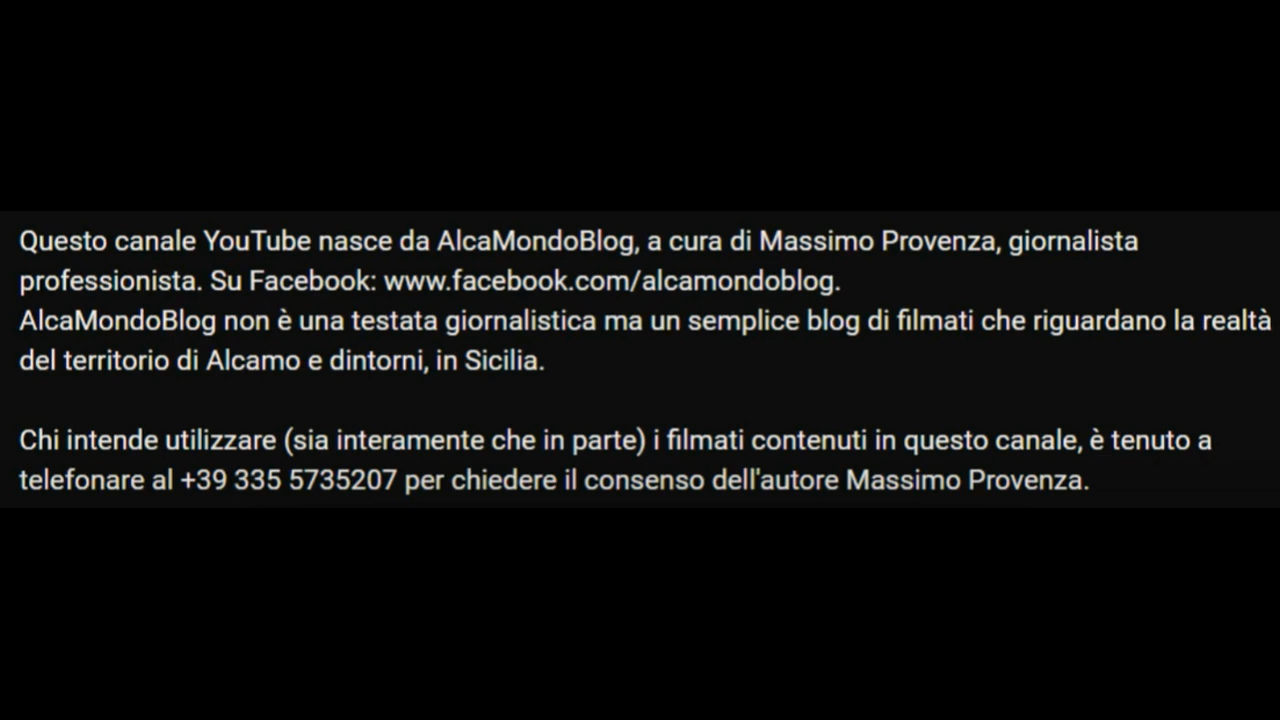 Questo canale YouTube nasce da AlcaMondoBlog, a cura di Massimo Provenza, giornalista
professionista. Su Facebook: www.facebook.com/alcamondoblog.
AlcaMondoBlog non è una testata giornalistica ma un semplice blog di filmati che riguardano la realtà
del territorio di Alcamo e dintorni, in Sicilia.
Chi intende utilizzare (sia interamente che in parte) i filmati contenuti in questo canale, è tenuto a
telefonare al +39 335 5735207 per chiedere il consenso dell'autore Massimo Provenza.